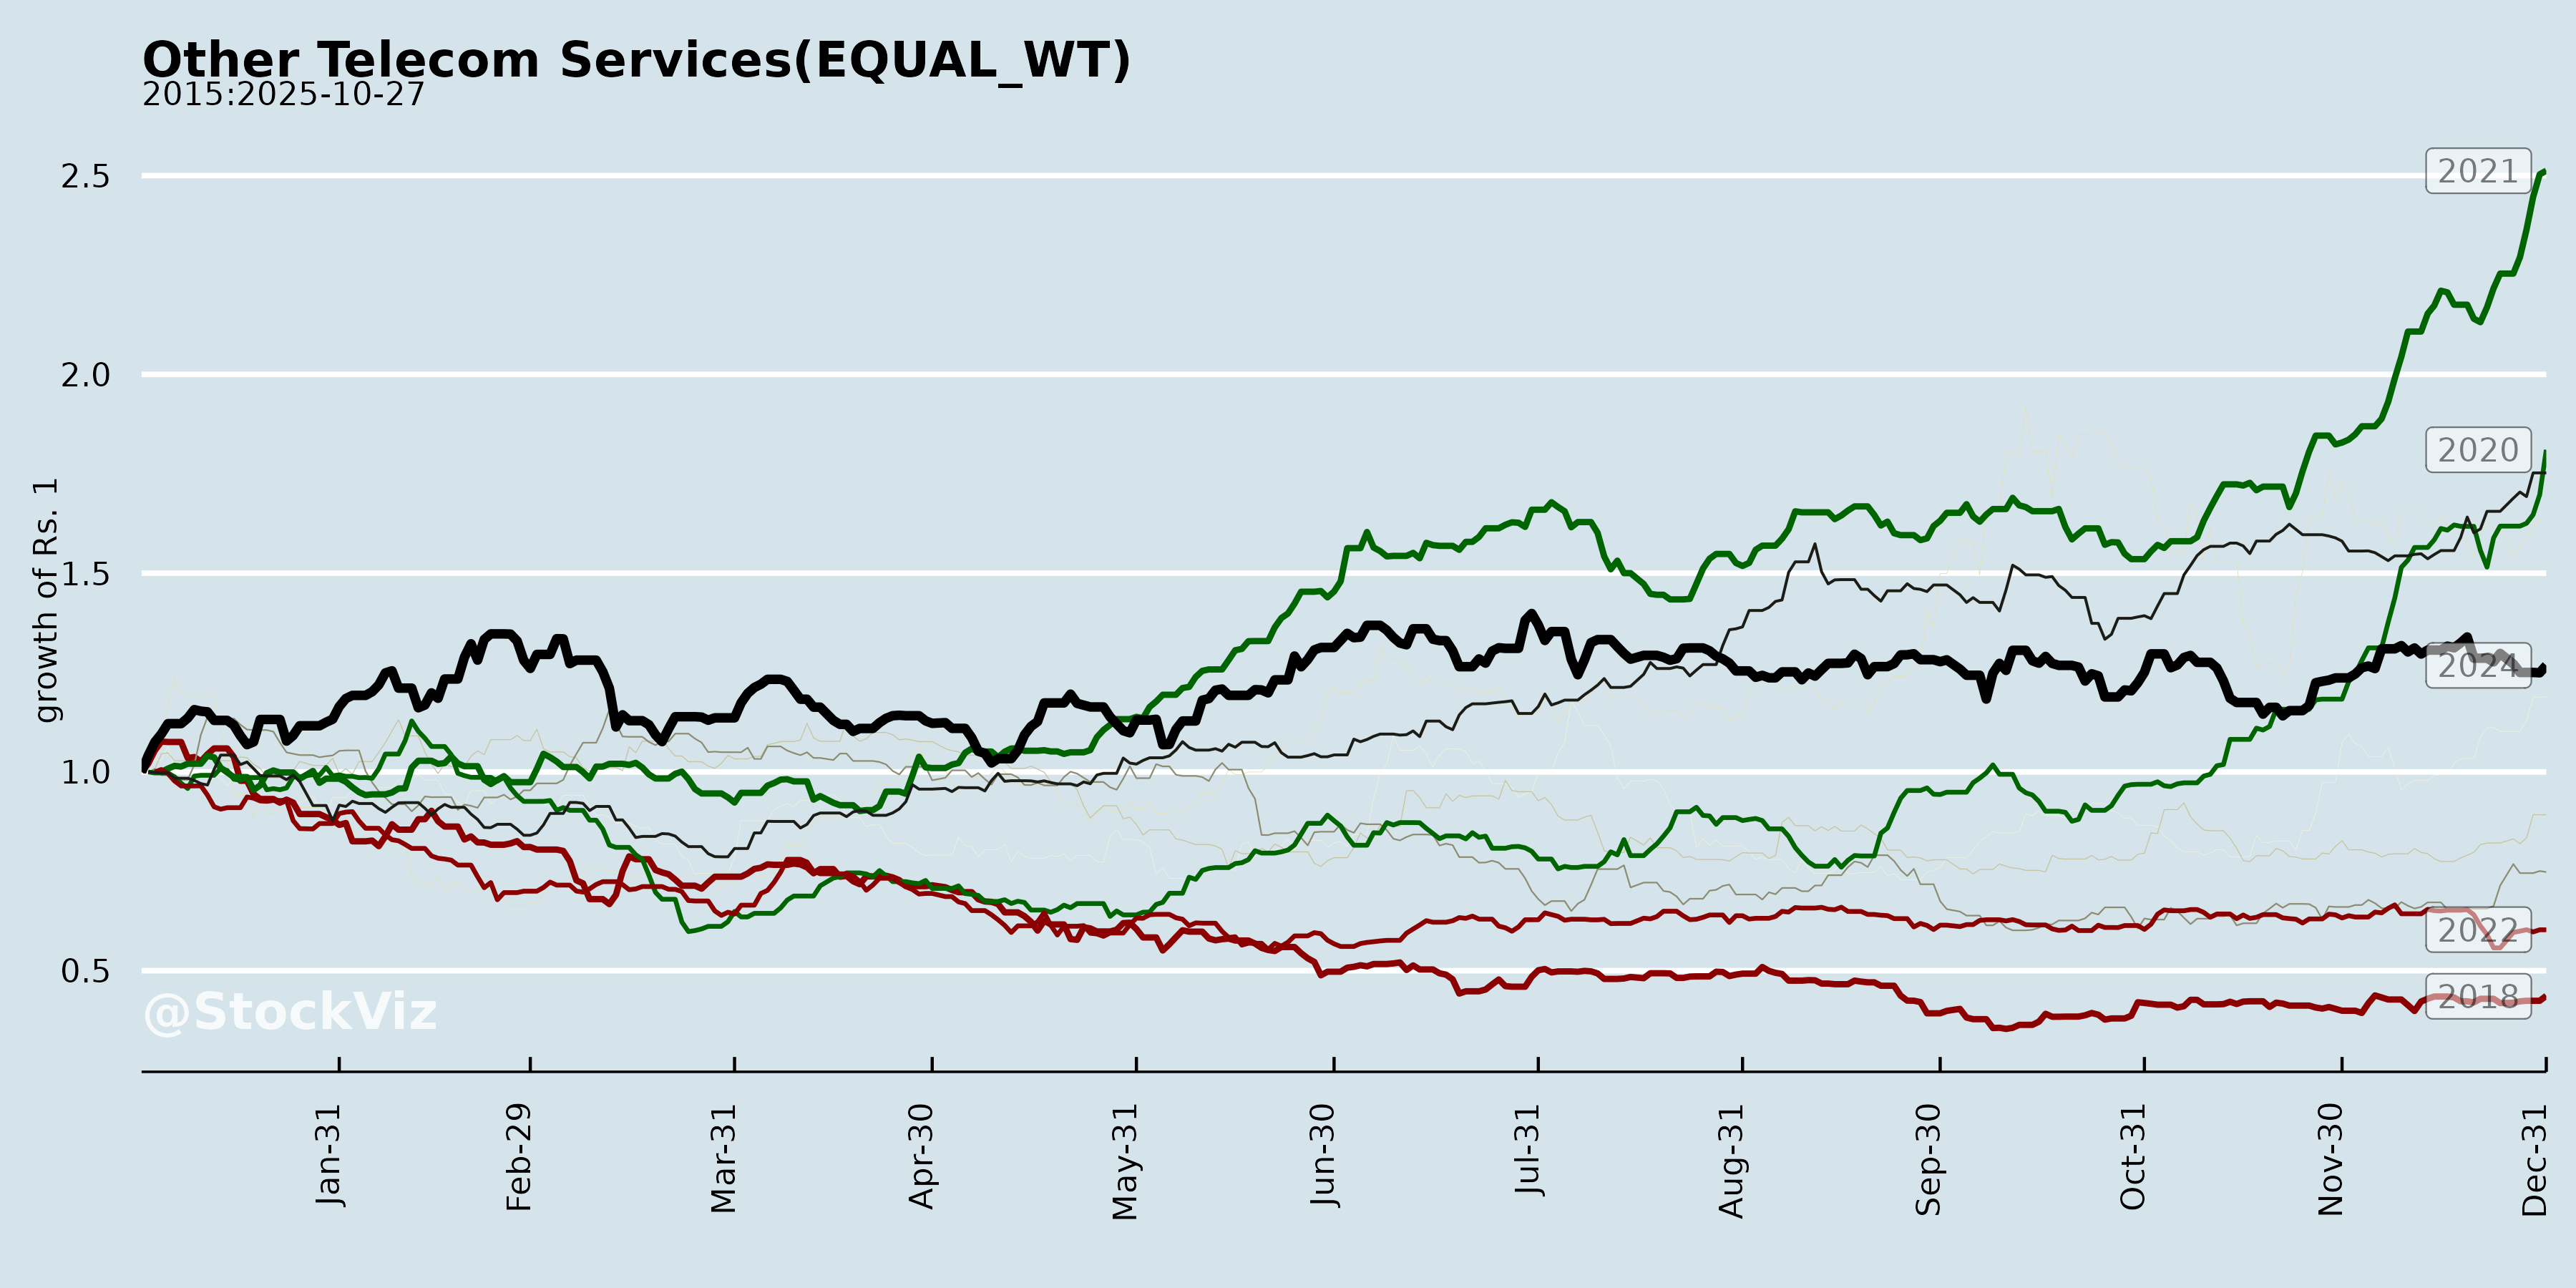 Other Telecom Services(EQUAL_WT)
2015:2025-10-27
growth of Rs. 1
2.5
2.0
1.5
1.0
0.5
2021
2020
2024
2022
2018
@StockViz
Jan-31
Feb-29
Mar-31
Apr-30
May-31
Jun-30
Jul-31
Aug-31
Sep-30
Oct-31
Nov-30
Dec-31